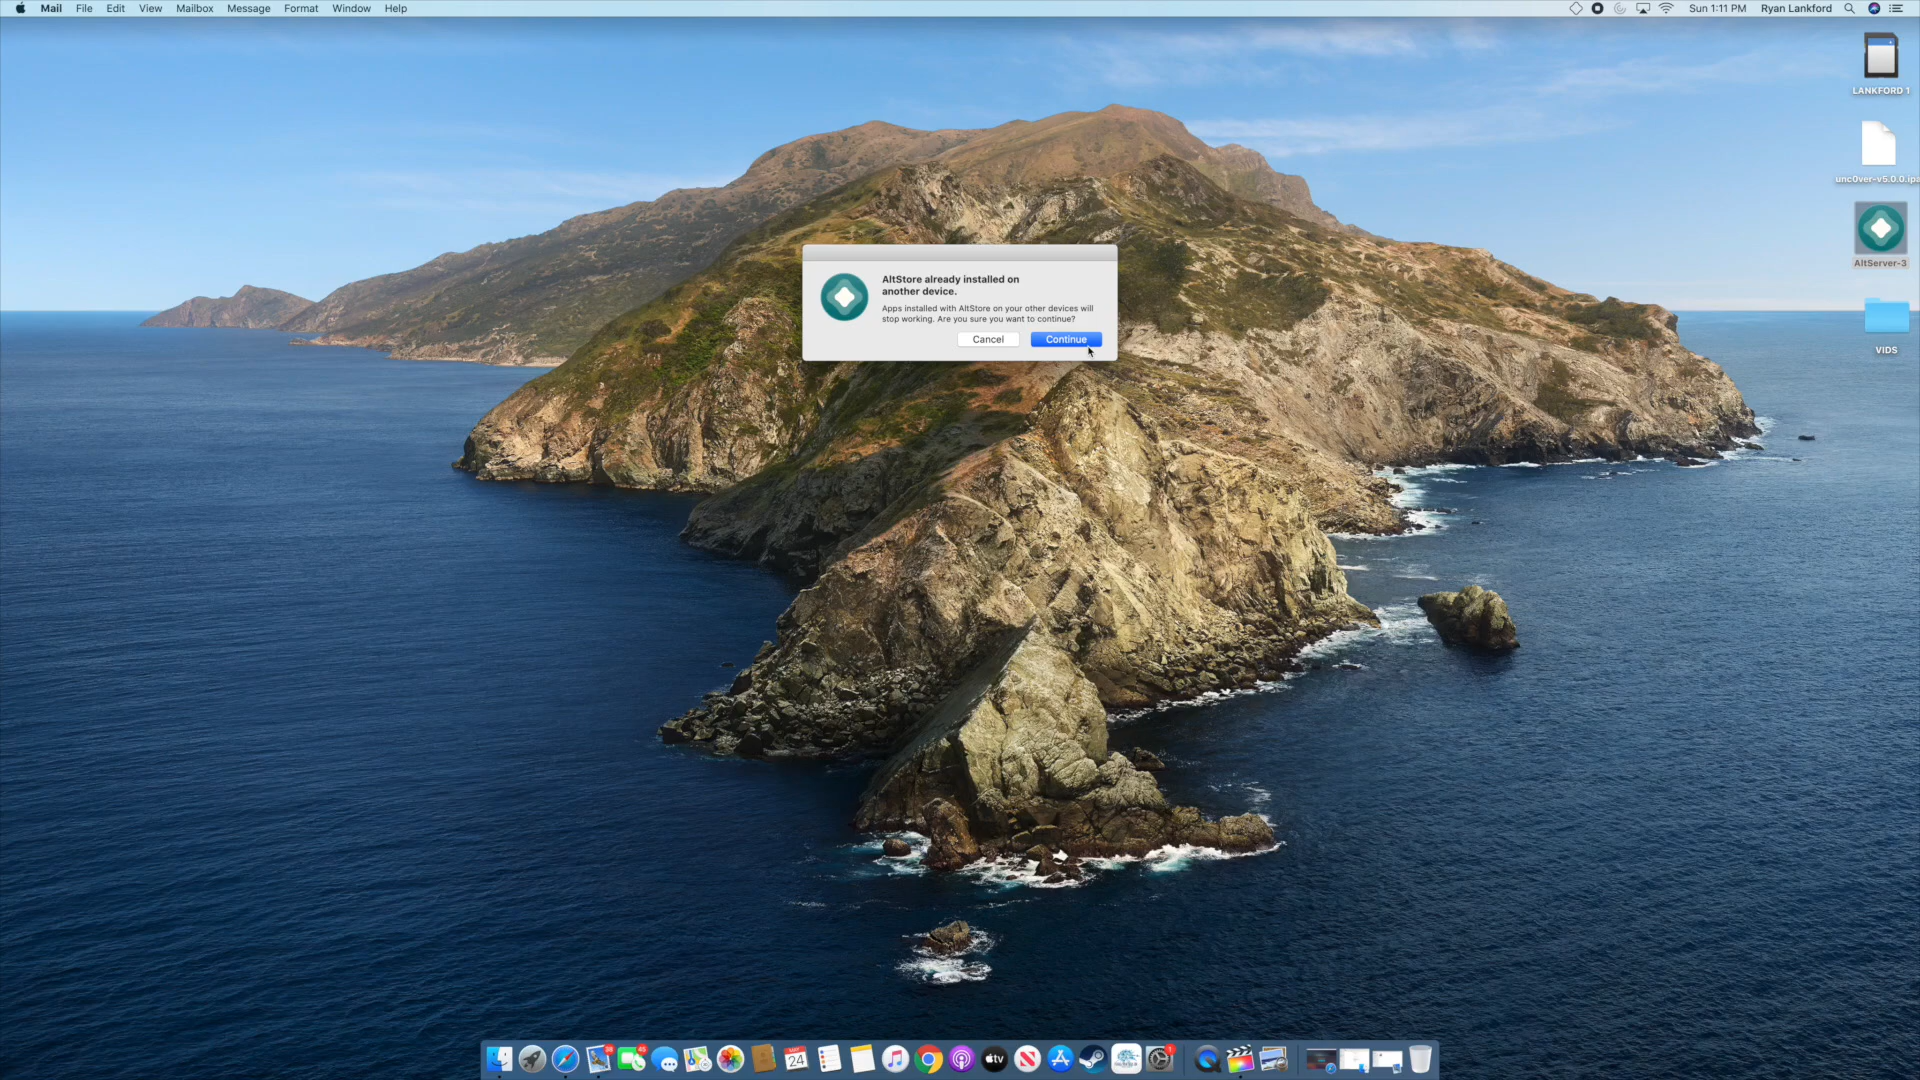 Mail File Edit View Mailbox Message Format Window Help
Sun 1:11 PM Ryan Lankford
LANKFORD 1
unc0ver-v5.0.0.ipa
AltServer-3
VIDS
AltStore already installed on
another device.
Apps installed with AltStore on your other devices will
stop working. Are you sure you want to continue?
Cancel Continue
24
tv
1